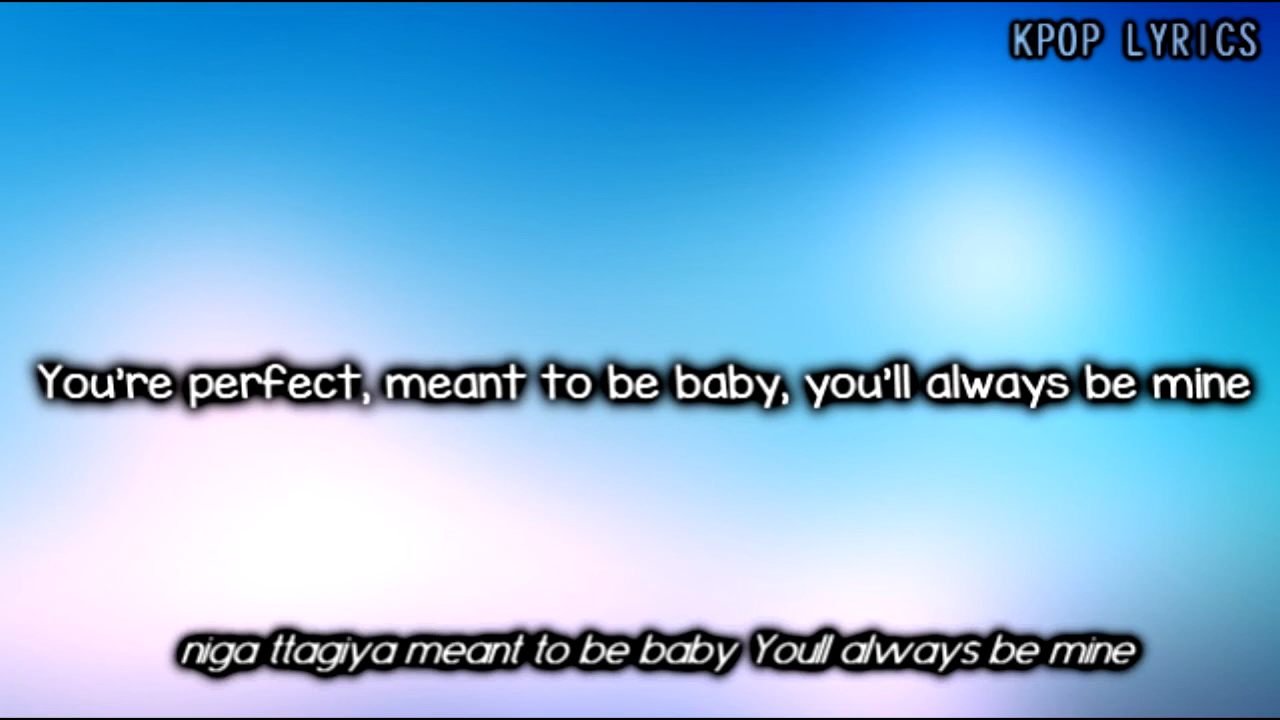 KPOP LYRICS
You're perfect, meant to be baby, you'll always be mine
niga ttagiya meant to be baby Youll always be mine